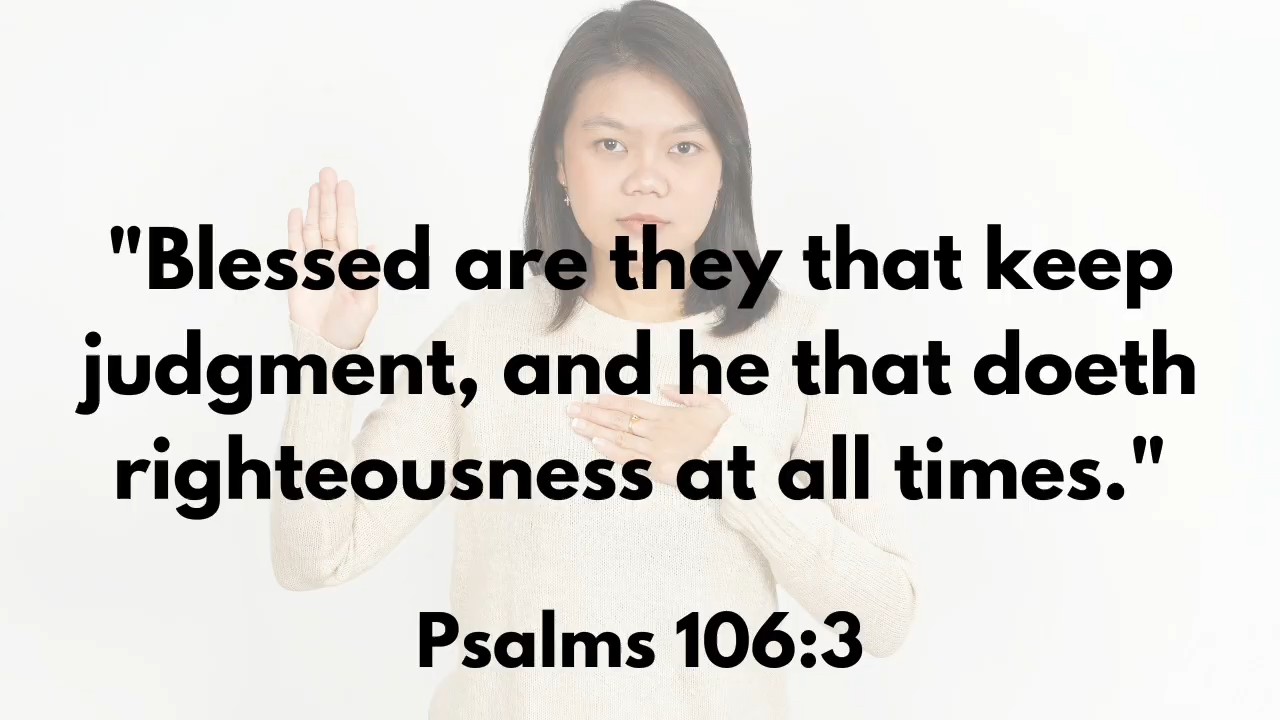 "Blessed are they that keep
judgment, and he that doeth
righteousness at all times."
Psalms 106:3